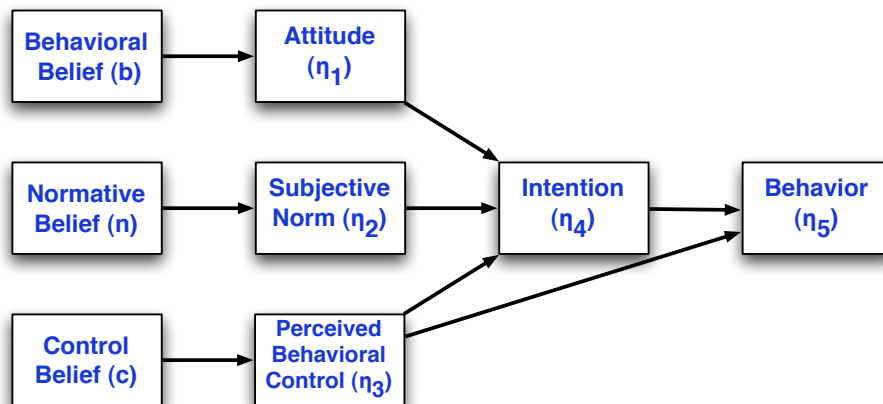 Behavioral
Belief (b)
Attitude
(η1)
Normative
Belief (n)
Subjective
Norm (η2)
Intention
(η4)
Behavior
(η5)
Control
Belief (c)
Perceived
Behavioral
Control (η3)